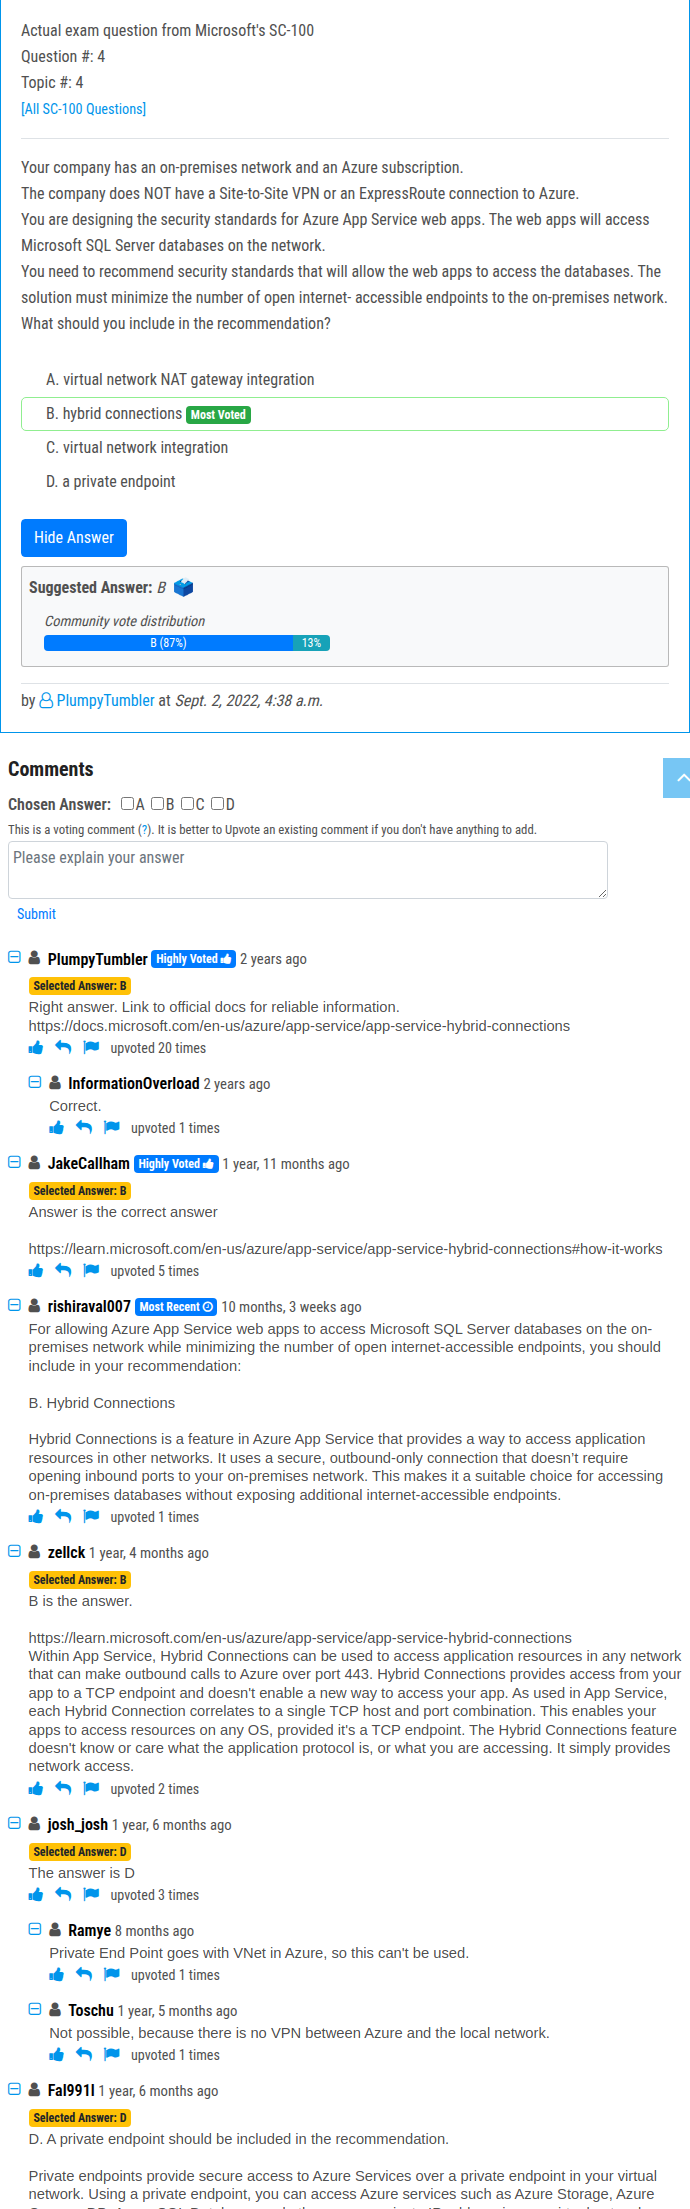 Actual exam question from Microsoft's SC-100
Question #: 4
Topic #: 4
[All SC-100 Questions]
Your company has an on-premises network and an Azure subscription.
The company does NOT have a Site-to-Site VPN or an ExpressRoute connection to Azure.
You are designing the security standards for Azure App Service web apps. The web apps will access
Microsoft SQL Server databases on the network.
You need to recommend security standards that will allow the web apps to access the databases. The
solution must minimize the number of open internet- accessible endpoints to the on-premises network.
What should you include in the recommendation?
A. virtual network NAT gateway integration
B. hybrid connections Most Voted
C. virtual network integration
D. a private endpoint
Hide Answer
Suggested Answer: B
Community vote distribution
B (87%) 13%
by PlumpyTumbler at Sept. 2, 2022, 4:38 a.m.
Comments
Chosen Answer: A B C D
This is a voting comment (?). It is better to Upvote an existing comment if you don't have anything to add.
Please explain your answer
Submit
PlumpyTumbler Highly Voted 2 years ago
Selected Answer: B
Right answer. Link to official docs for reliable information.
https://docs.microsoft.com/en-us/azure/app-service/app-service-hybrid-connections
upvoted 20 times
InformationOverload 2 years ago
Correct.
upvoted 1 times
JakeCallham Highly Voted 1 year, 11 months ago
Selected Answer: B
Answer is the correct answer
https://learn.microsoft.com/en-us/azure/app-service/app-service-hybrid-connections#how-it-works
upvoted 5 times
rishiraval007 Most Recent 10 months, 3 weeks ago
For allowing Azure App Service web apps to access Microsoft SQL Server databases on the on-
premises network while minimizing the number of open internet-accessible endpoints, you should
include in your recommendation:
B. Hybrid Connections
Hybrid Connections is a feature in Azure App Service that provides a way to access application
resources in other networks. It uses a secure, outbound-only connection that doesn't require
opening inbound ports to your on-premises network. This makes it a suitable choice for accessing
on-premises databases without exposing additional internet-accessible endpoints.
upvoted 1 times
zellck 1 year, 4 months ago
Selected Answer: B
B is the answer.
https://learn.microsoft.com/en-us/azure/app-service/app-service-hybrid-connections
Within App Service, Hybrid Connections can be used to access application resources in any network
that can make outbound calls to Azure over port 443. Hybrid Connections provides access from your
app to a TCP endpoint and doesn't enable a new way to access your app. As used in App Service,
each Hybrid Connection correlates to a single TCP host and port combination. This enables your
apps to access resources on any OS, provided it's a TCP endpoint. The Hybrid Connections feature
doesn't know or care what the application protocol is, or what you are accessing. It simply provides
network access.
upvoted 2 times
josh_josh 1 year, 6 months ago
Selected Answer: D
The answer is D
upvoted 3 times
Ramye 8 months ago
Private End Point goes with VNet in Azure, so this can't be used.
upvoted 1 times
Toschu 1 year, 5 months ago
Not possible, because there is no VPN between Azure and the local network.
upvoted 1 times
Fal991l 1 year, 6 months ago
Selected Answer: D
D. A private endpoint should be included in the recommendation.
Private endpoints provide secure access to Azure Services over a private endpoint in your virtual
network. Using a private endpoint, you can access Azure services such as Azure Storage, Azure